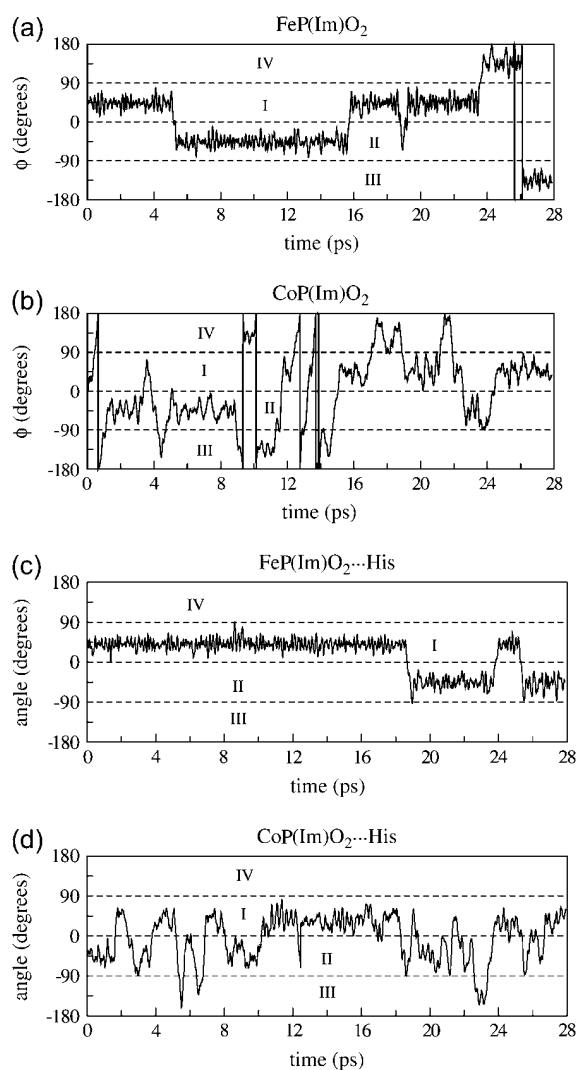 (a)
FeP(Im)O₂
ϕ (degrees)
180
90
0
-90
-180
IV
I
II
III
0 4 8 12 16 20 24 28
time (ps)
(b)
CoP(Im)O₂
ϕ (degrees)
180
90
0
-90
-180
IV
I
II
III
0 4 8 12 16 20 24 28
time (ps)
(c)
FeP(Im)O₂···His
angle (degrees)
180
90
0
-90
-180
IV
I
II
III
0 4 8 12 16 20 24 28
time (ps)
(d)
CoP(Im)O₂···His
angle (degrees)
180
90
0
-90
-180
IV
I
II
III
0 4 8 12 16 20 24 28
time (ps)